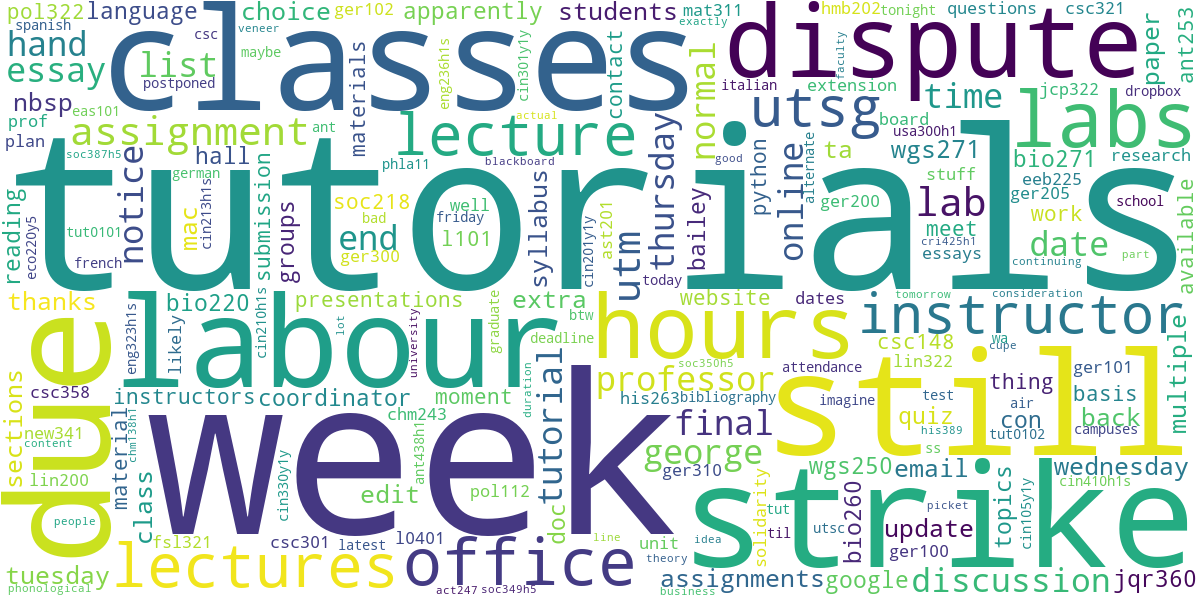 pol322 language choice ger102 apparently students mat311 hmb202 tonight questions csc321
spanish csc veneer exactly
hand classes dispute paper ant253
maybe cin301y1y eng236h1s contact faculty
essay list materials italian extension jcp322 dropbox
nbsp postponed normal utsg time labs
eas101 actual board
prof assignment ant lecture usa300h1
plan hall good python ta wgs271 bio271 research
soc387h5 phla11 blackboard alternate
notice german tutorials thursday online stuff eeb225
reading mac submission soc218 well syllabus ast201 bailey ger200 lab ger205 school
tut0101 cin213h1s groups bad friday meet work
eco220y5 end l101 utm cri425h1 essays date available
french ger300 cin201y1y today continuing part
thanks bio220 presentations extra website dates tomorrow consideration
due labour btw hours instructor multiple
eng323h1s likely cin210h1s lot university graduate deadline csc148 wa cupe
soc350h5 lin322
sections csc358 professor attendance thing ger101
instructors coordinator moment duration his263 bibliography imagine test air basis
new341 material chm138h1 week chm243 tutorial final quiz his389 con back
content ant438h1 still tut0102 campuses
lin200 class cin330y1y george ss
edit pol112 doc ger310 wgs250 email wednesday
solidarity strike topics cin410h1s
people tut utsc bio260 picket cin105y1y
fsl321 csc301 latest l0401 line unit til update
lectures office theory idea ger100
tuesday assignments google discussion jqr360
phonological act247 soc349h5 business